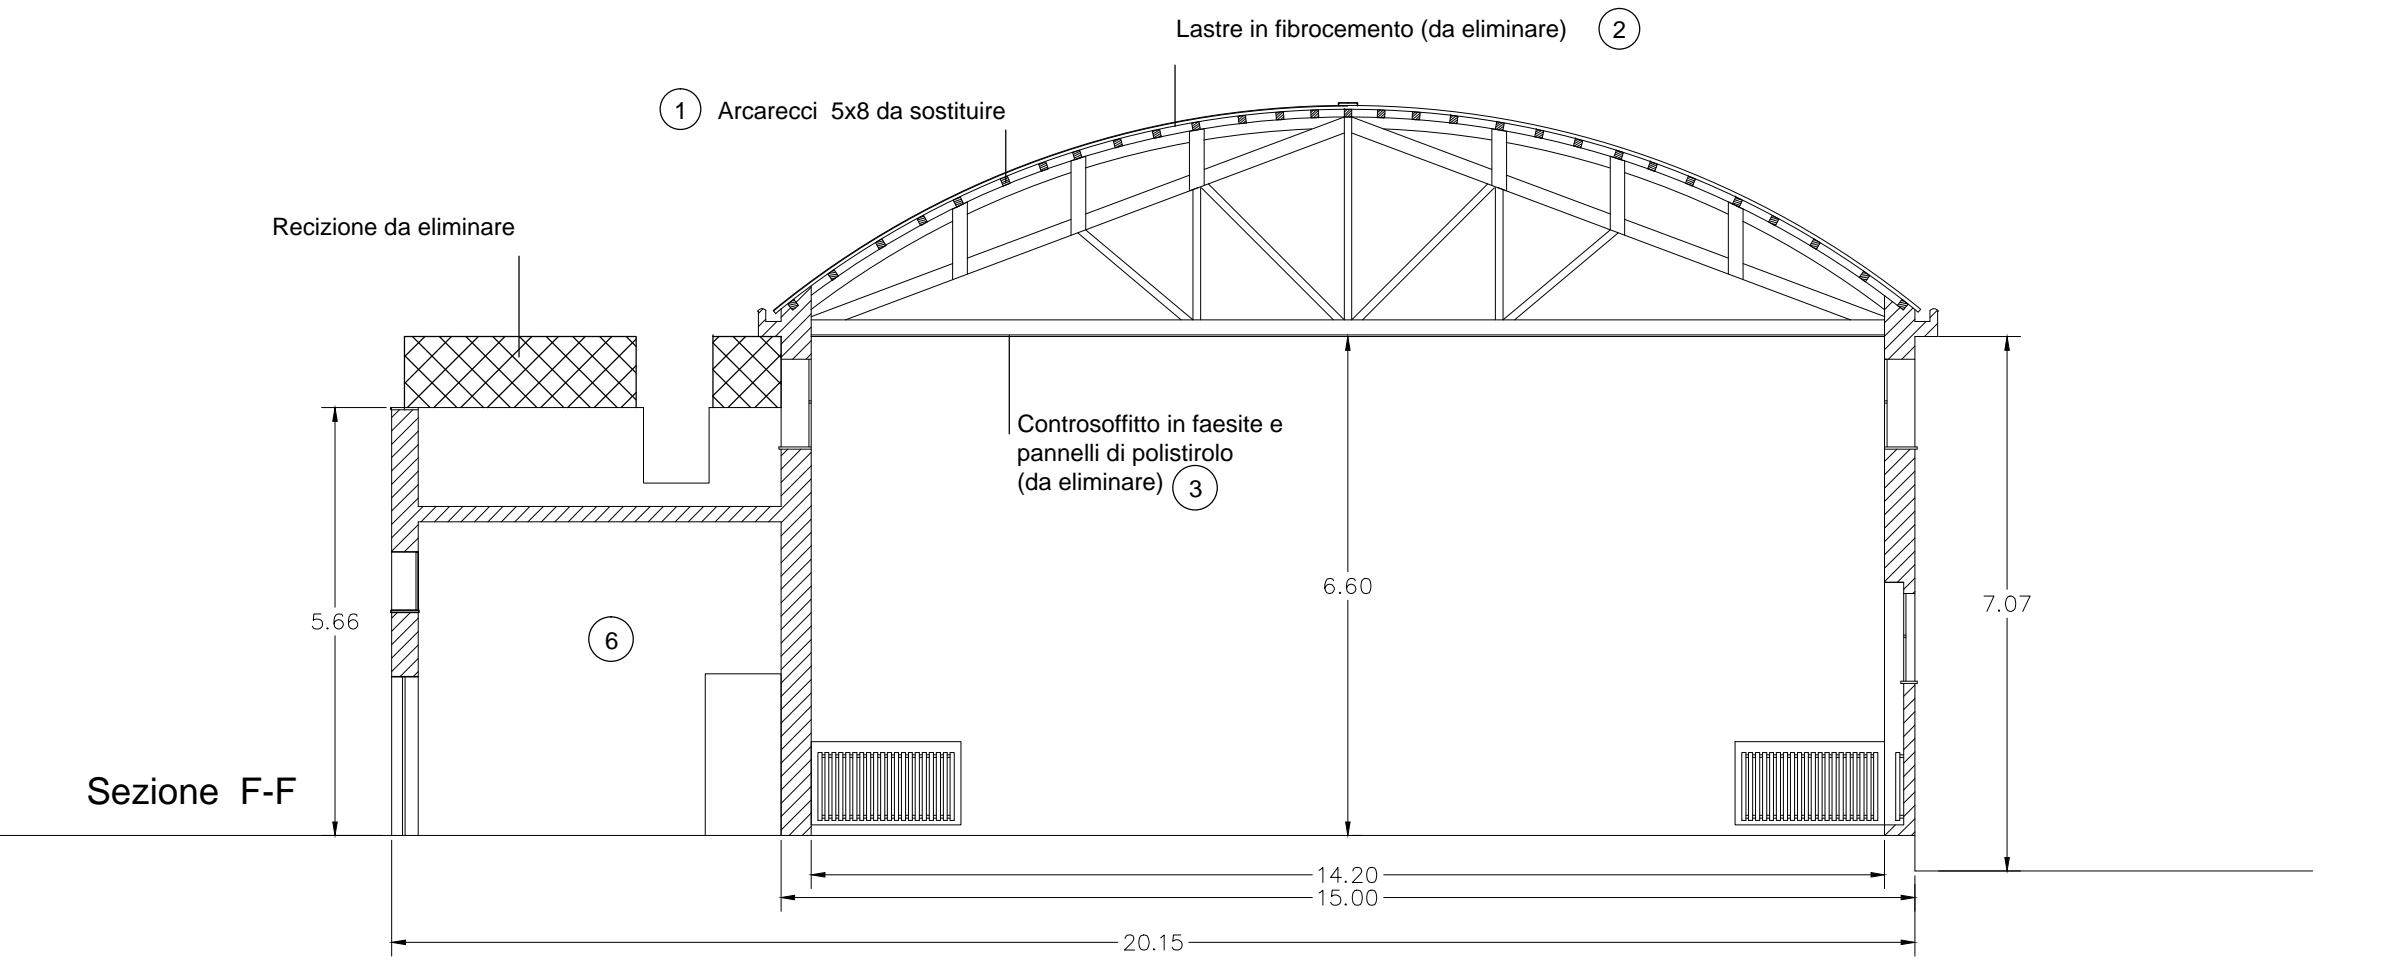 Lastre in fibrocemento (da eliminare) 2
1 Arcarecci 5x8 da sostituire
Recizione da eliminare
Controsoffitto in faesite e
pannelli di polistirolo
(da eliminare) 3
6.60
7.07
5.66
6
Sezione F-F
14.20
15.00
20.15